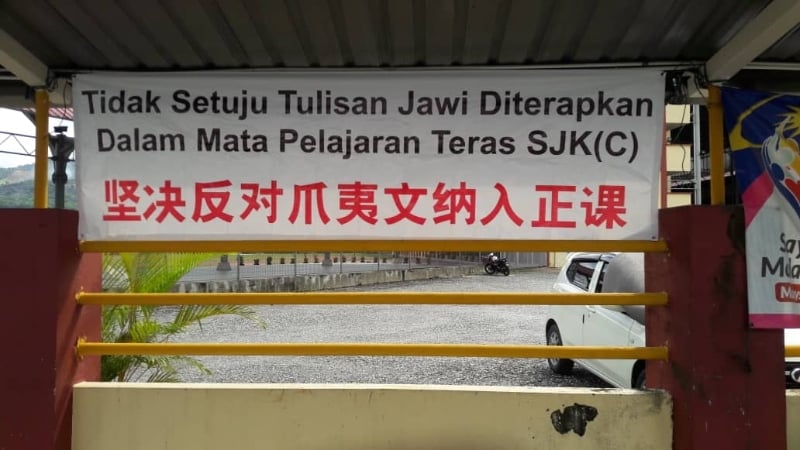 Tidak Setuju Tulisan Jawi Diterapkan
Dalam Mata Pelajaran Teras SJK(C)
坚决反对爪夷文纳入正课